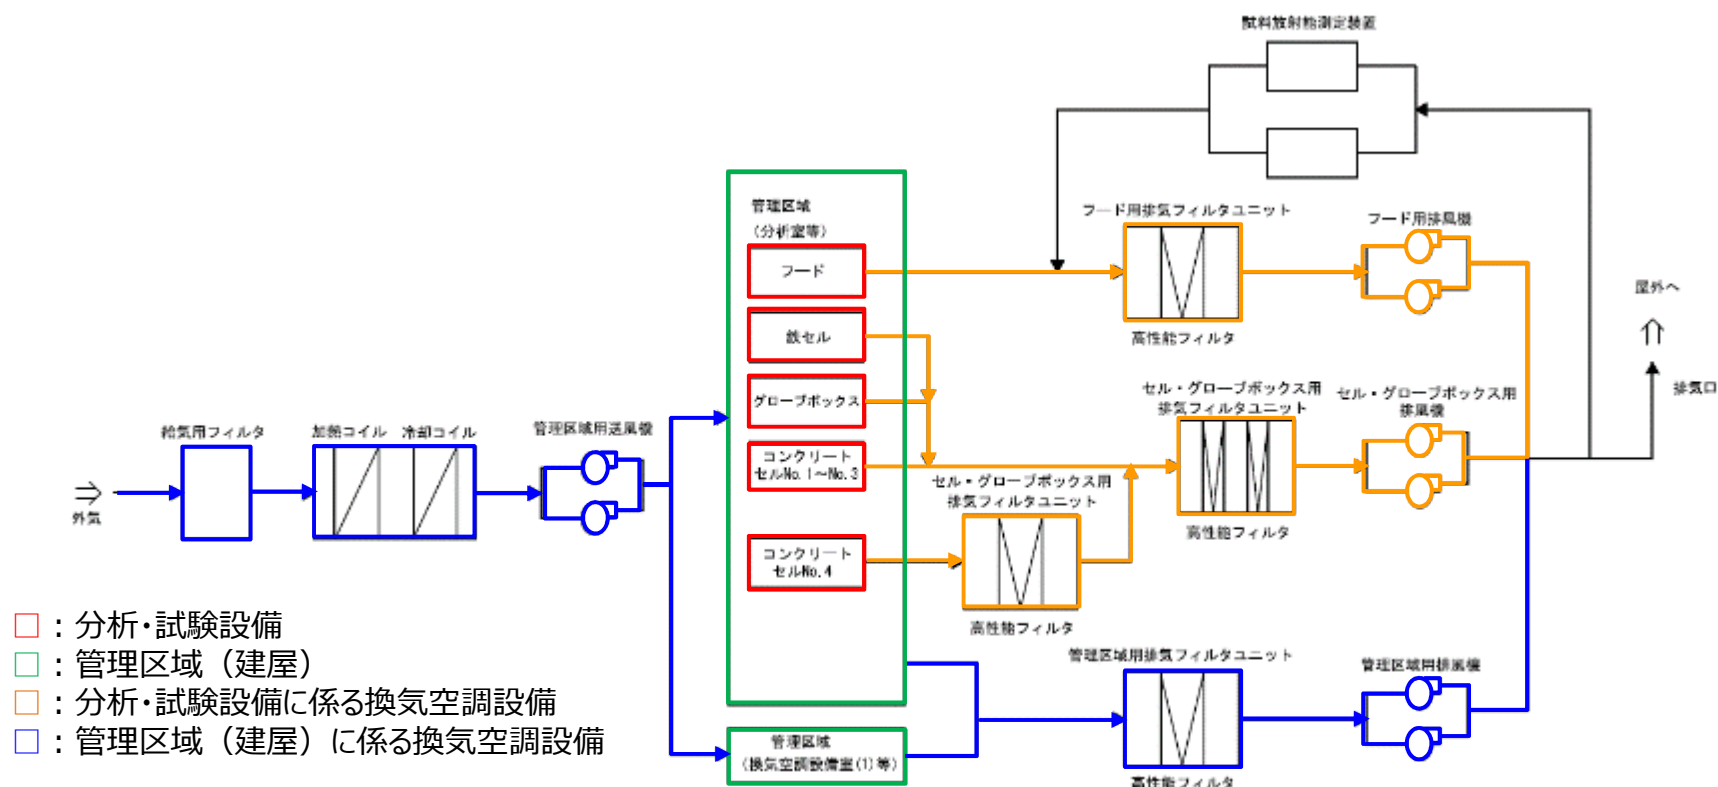 試料放射能測定装置
管理区域
(分析室等)
フード
鉄セル
グローブボックス
コンクリート
セルNo.1～No.3
コンクリート
セルNo.4
フード用排気フィルタユニット
高性能フィルタ
フード用排風機
屋外へ
排気口
セル・グローブボックス用
排気フィルタユニット
高性能フィルタ
セル・グローブボックス用
排風機
セル・グローブボックス用
排気フィルタユニット
高性能フィルタ
給気用フィルタ
加熱コイル 冷却コイル
管理区域用送風機
外気
管理区域用排気フィルタユニット
高性能フィルタ
管理区域用排風機
管理区域
(換気空調設備室(1)等)
□：分析・試験設備
□：管理区域（建屋）
□：分析・試験設備に係る換気空調設備
□：管理区域（建屋）に係る換気空調設備